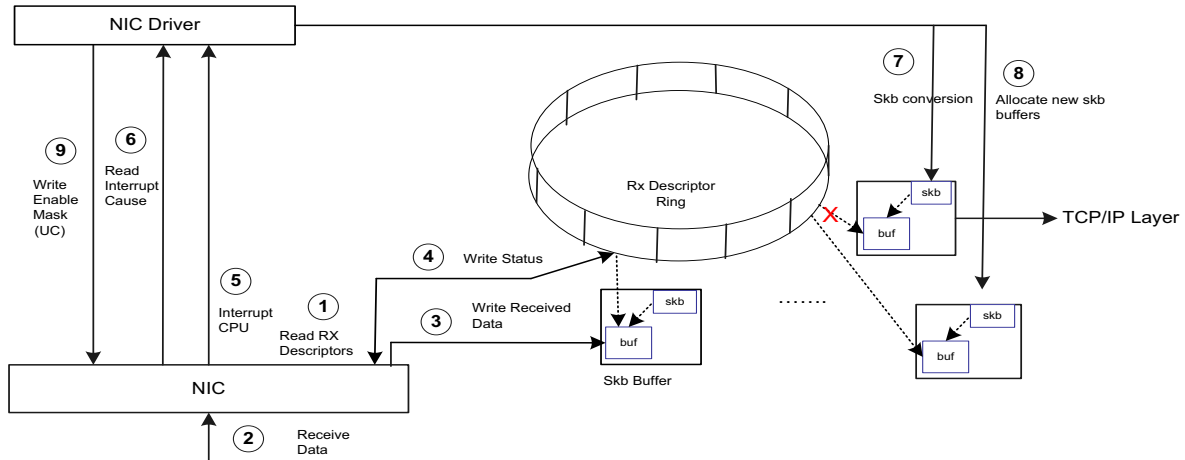 NIC Driver
7
Skb conversion
8
Allocate new skb
buffers
9
Write
Enable
Mask
(UC)
6
Read
Interrupt
Cause
5
Interrupt
CPU
1
Read RX
Descriptors
4
Write Status
3
Write Received
Data
Rx Descriptor
Ring
X
skb
buf
TCP/IP Layer
skb
buf
Skb Buffer
.......
skb
buf
NIC
2
Receive
Data